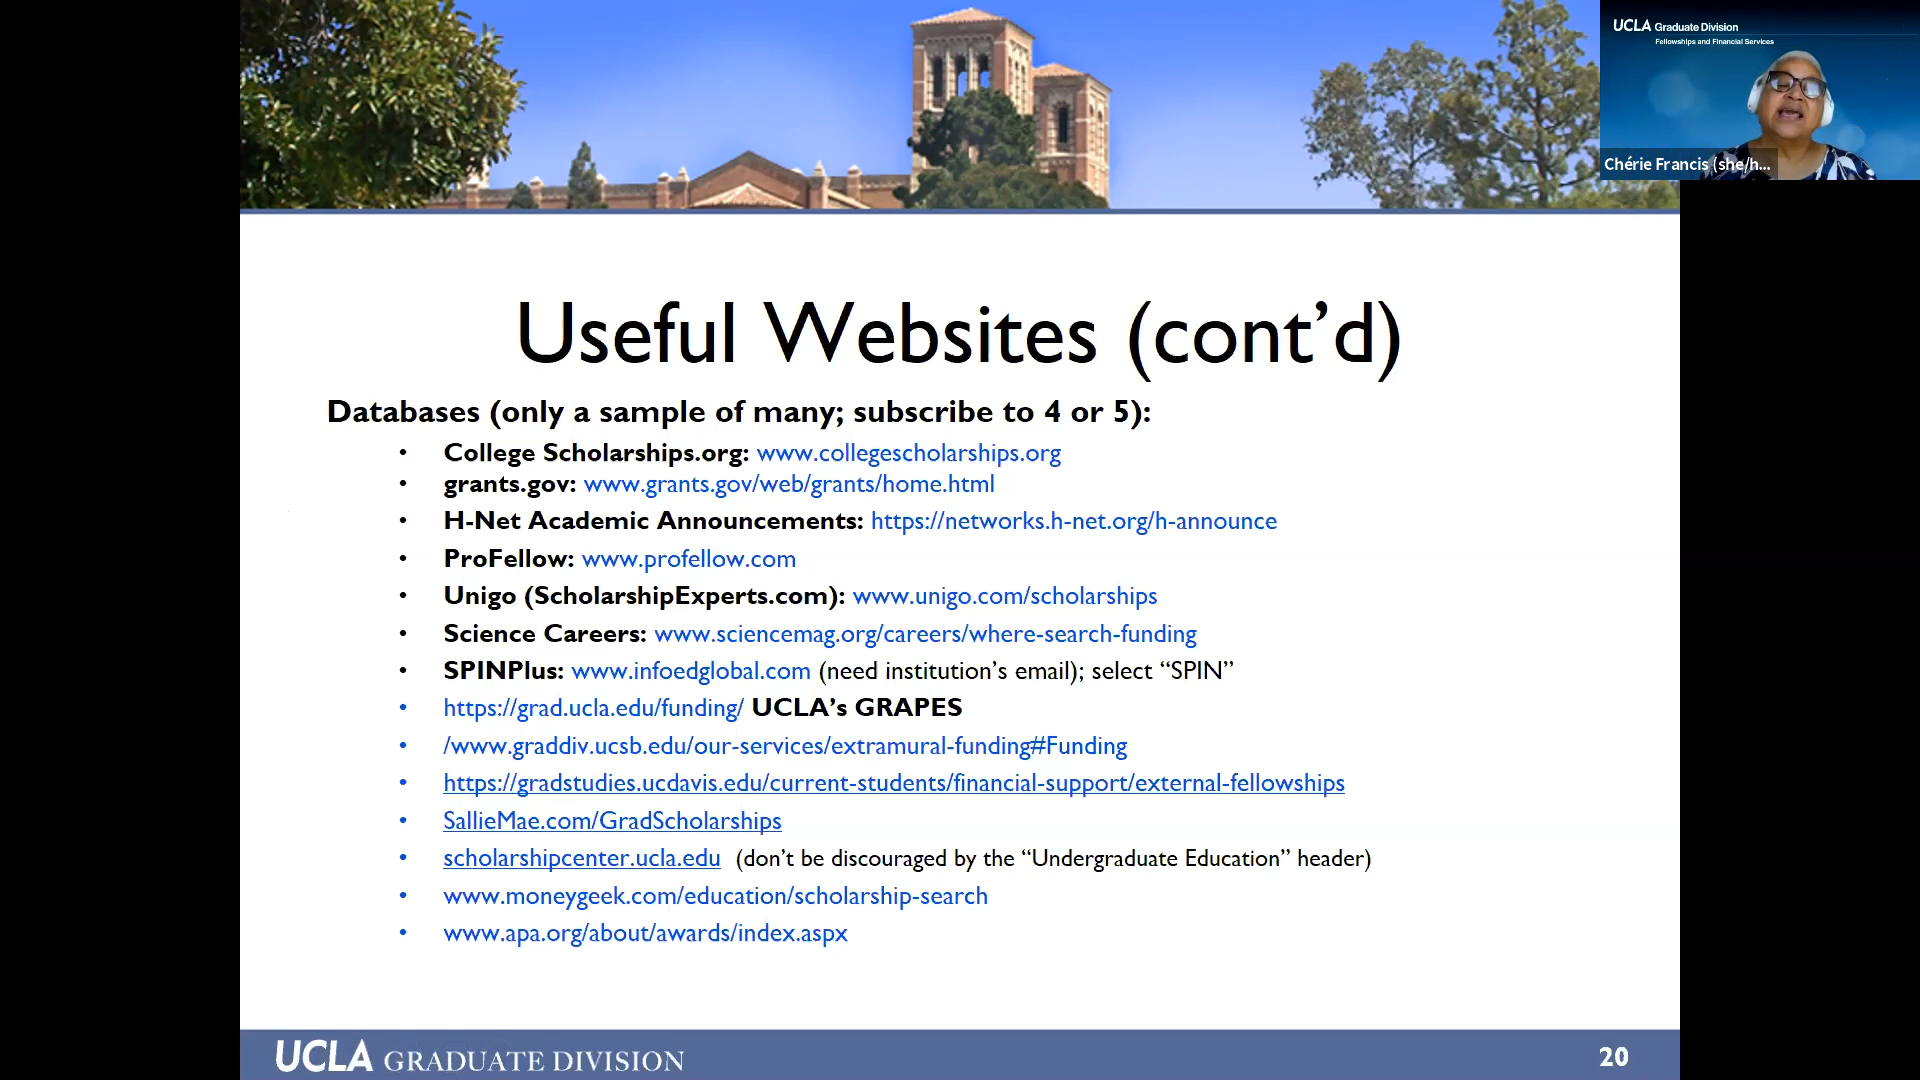 UCLA Graduate Division
Fellowships and Financial Services
Chérie Francis (she/h...
Useful Websites (cont’d)
Databases (only a sample of many; subscribe to 4 or 5):
• College Scholarships.org: www.collegescholarships.org
• grants.gov: www.grants.gov/web/grants/home.html
• H-Net Academic Announcements: https://networks.h-net.org/h-announce
• ProFellow: www.profellow.com
• Unigo (ScholarshipExperts.com): www.unigo.com/scholarships
• Science Careers: www.sciencemag.org/careers/where-search-funding
• SPINPlus: www.infoedglobal.com (need institution’s email); select “SPIN”
• https://grad.ucla.edu/funding/ UCLA’s GRAPES
• /www.graddiv.ucsb.edu/our-services/extramural-funding#Funding
• https://gradstudies.ucdavis.edu/current-students/financial-support/external-fellowships
• SallieMae.com/GradScholarships
• scholarshipcenter.ucla.edu (don’t be discouraged by the “Undergraduate Education” header)
• www.moneygeek.com/education/scholarship-search
• www.apa.org/about/awards/index.aspx
UCLA GRADUATE DIVISION
20